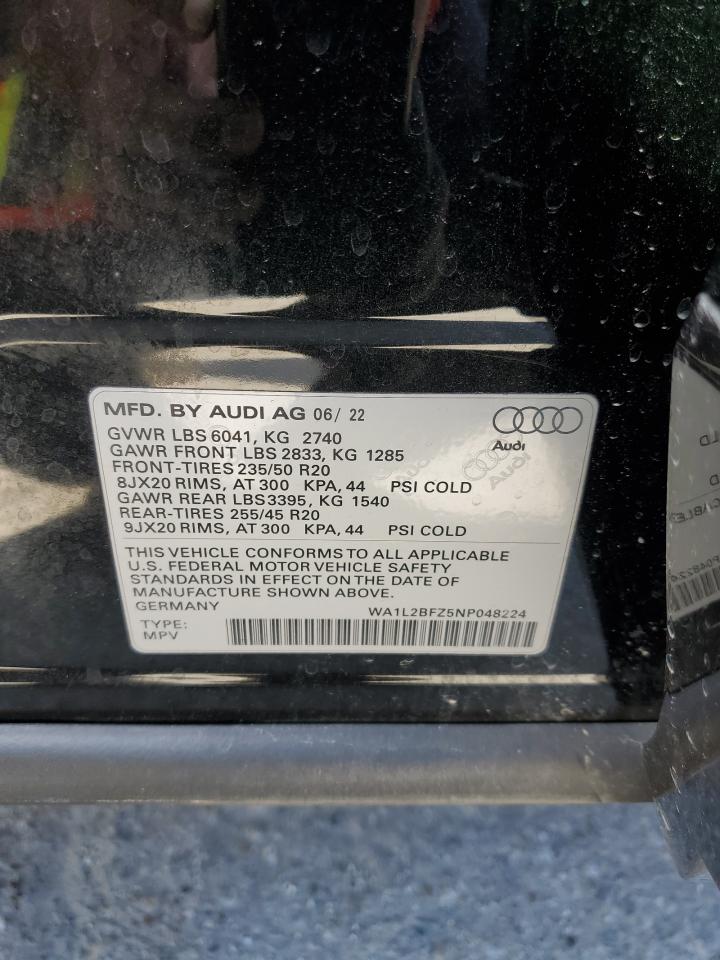 MFD. BY AUDI AG 06/ 22
Audi
GVWR LBS 6041, KG 2740
GAWR FRONT LBS 2833, KG 1285
FRONT-TIRES 235/50 R20
8JX20 RIMS, AT 300 KPA, 44 PSI COLD
GAWR REAR LBS3395, KG 1540
REAR-TIRES 255/45 R20
9JX20 RIMS, AT 300 KPA, 44 PSI COLD
THIS VEHICLE CONFORMS TO ALL APPLICABLE
U.S. FEDERAL MOTOR VEHICLE SAFETY
STANDARDS IN EFFECT ON THE DATE OF
MANUFACTURE SHOWN ABOVE.
GERMANY WA1L2BFZ5NP048224
TYPE:
MPV